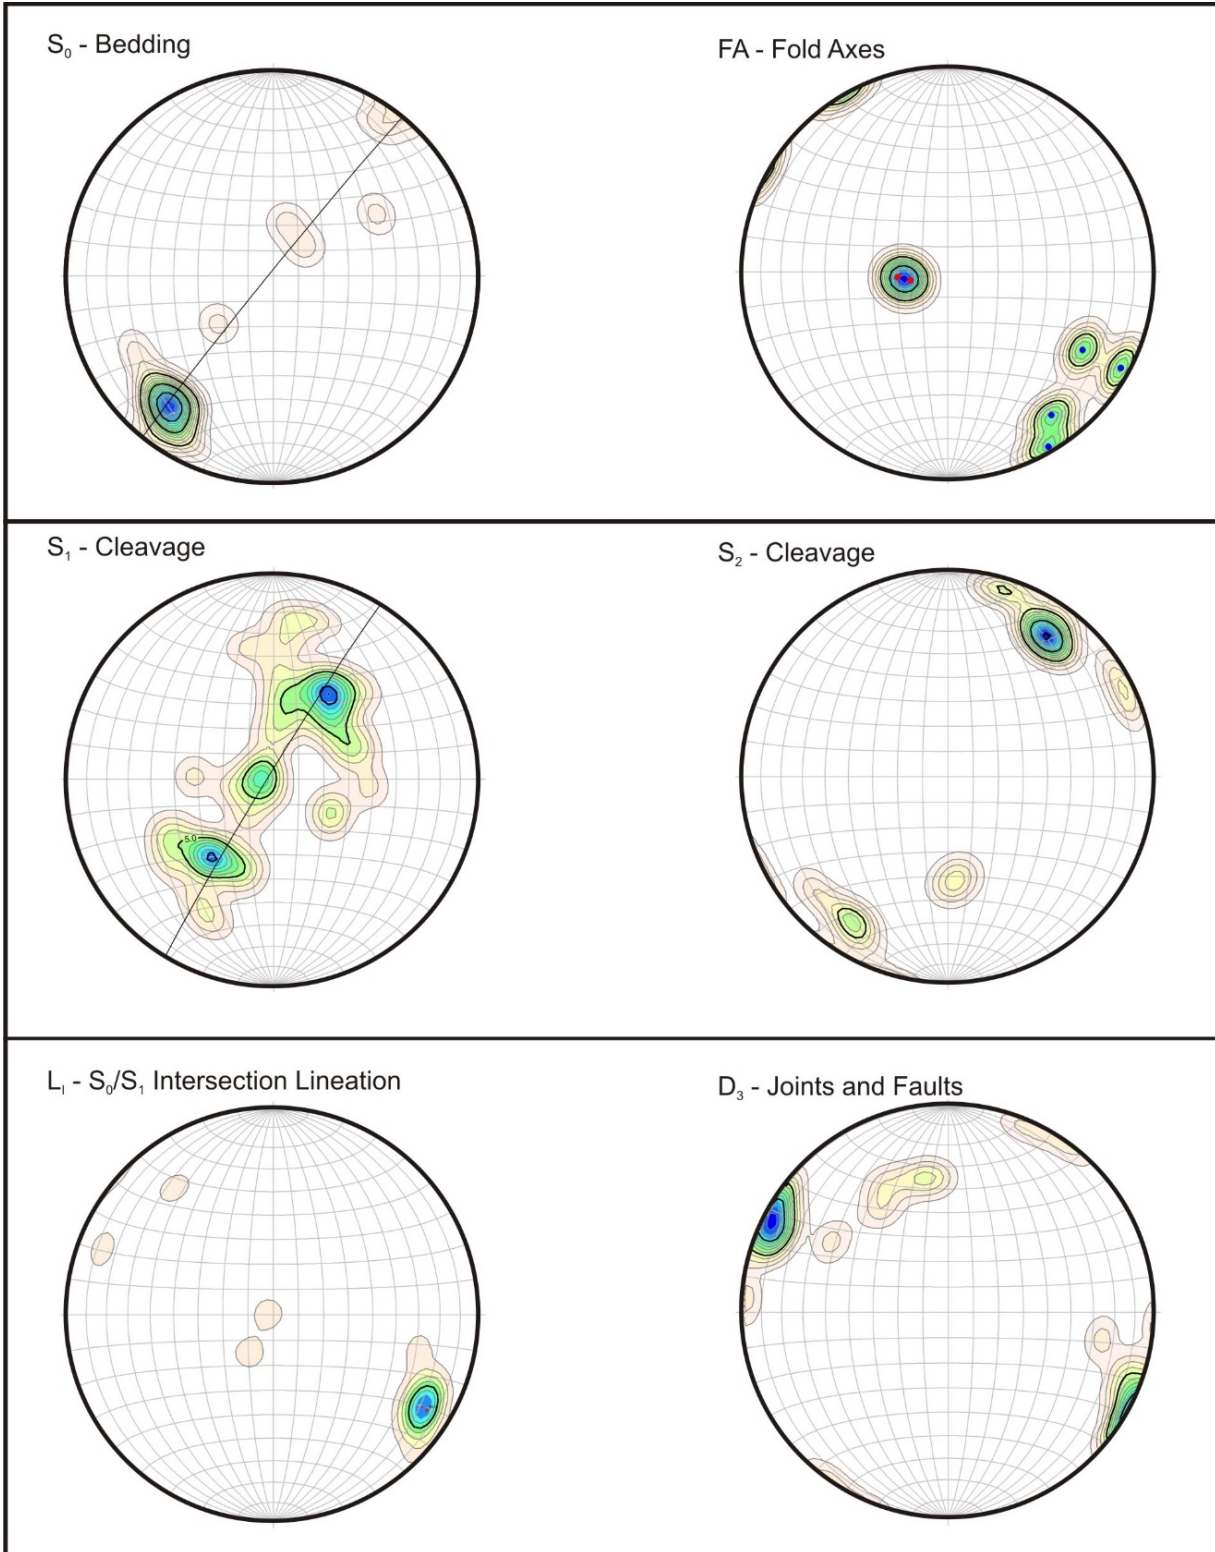 S₀ - Bedding
FA - Fold Axes
S₁ - Cleavage
S₂ - Cleavage
5.0
Lₗ - S₀/S₁ Intersection Lineation
D₃ - Joints and Faults